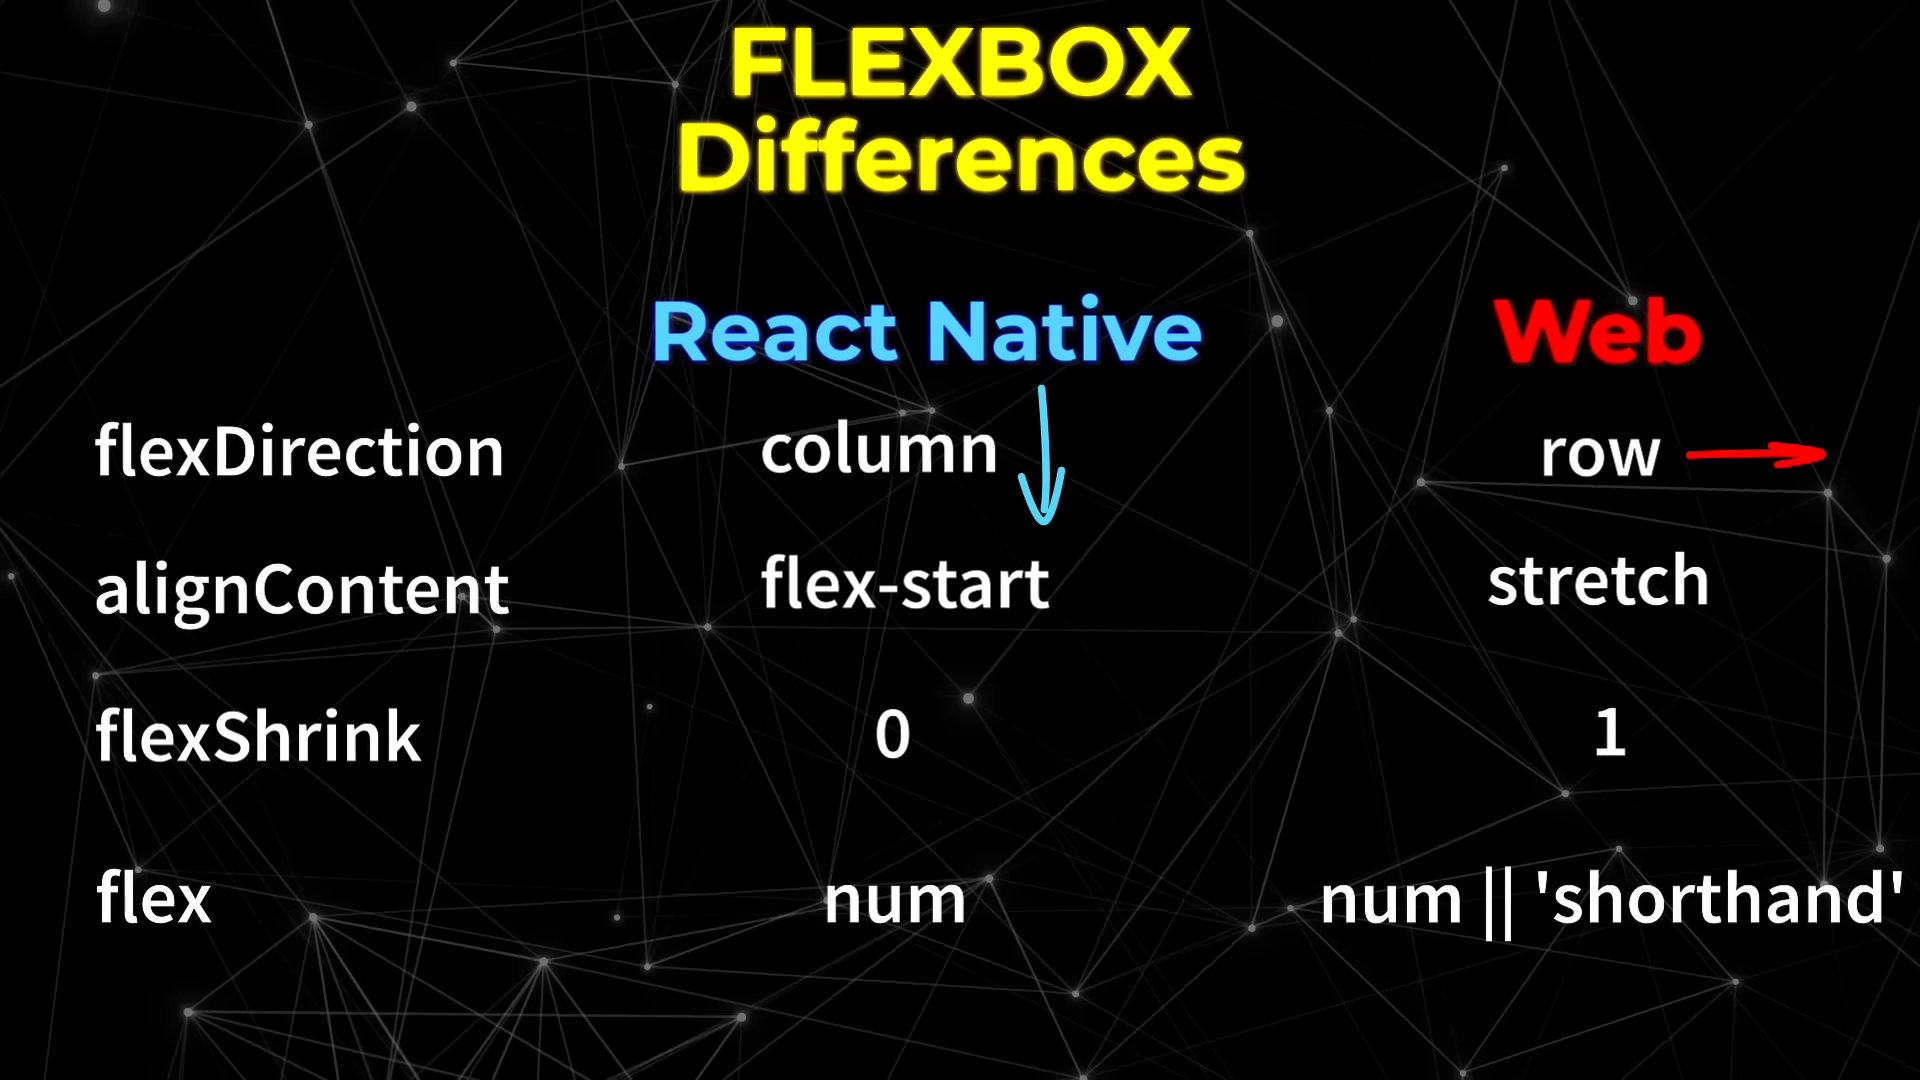 FLEXBOX
Differences
React Native Web
flexDirection column row
alignContent flex-start stretch
flexShrink 0 1
flex num num || 'shorthand'